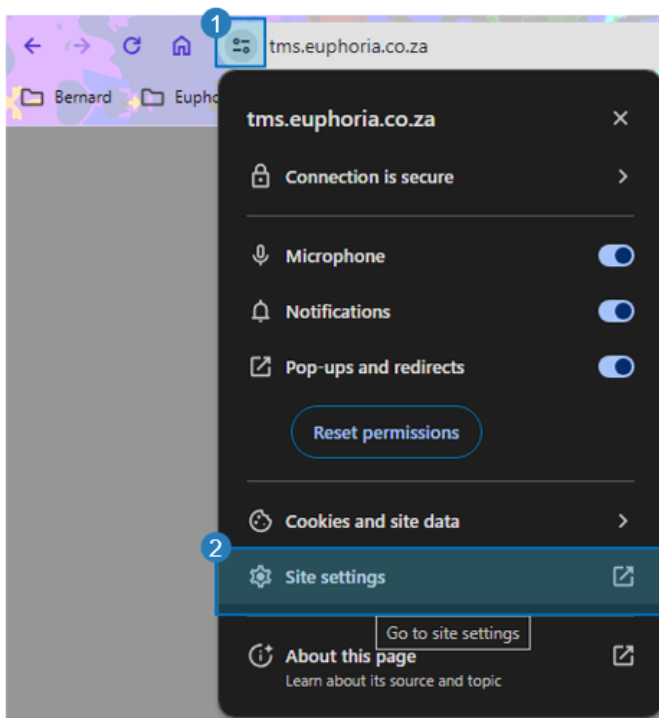 1
tms.euphoria.co.za
Bernard Eupho
tms.euphoria.co.za
Connection is secure
Microphone
Notifications
Pop-ups and redirects
Reset permissions
Cookies and site data
2
Site settings
Go to site settings
About this page
Learn about its source and topic